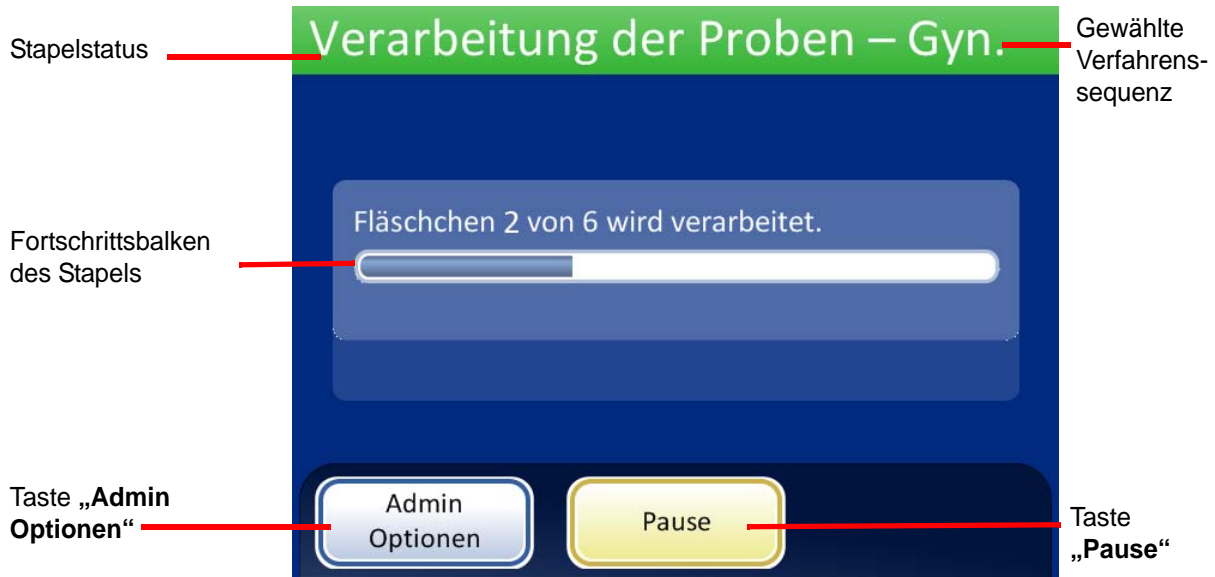 Stapelstatus
Verarbeitung der Proben – Gyn.
Gewählte
Verfahrens-
sequenz
Fläschchen 2 von 6 wird verarbeitet.
Fortschrittsbalken
des Stapels
Taste „Admin
Optionen“
Admin
Optionen
Pause
Taste
„Pause“